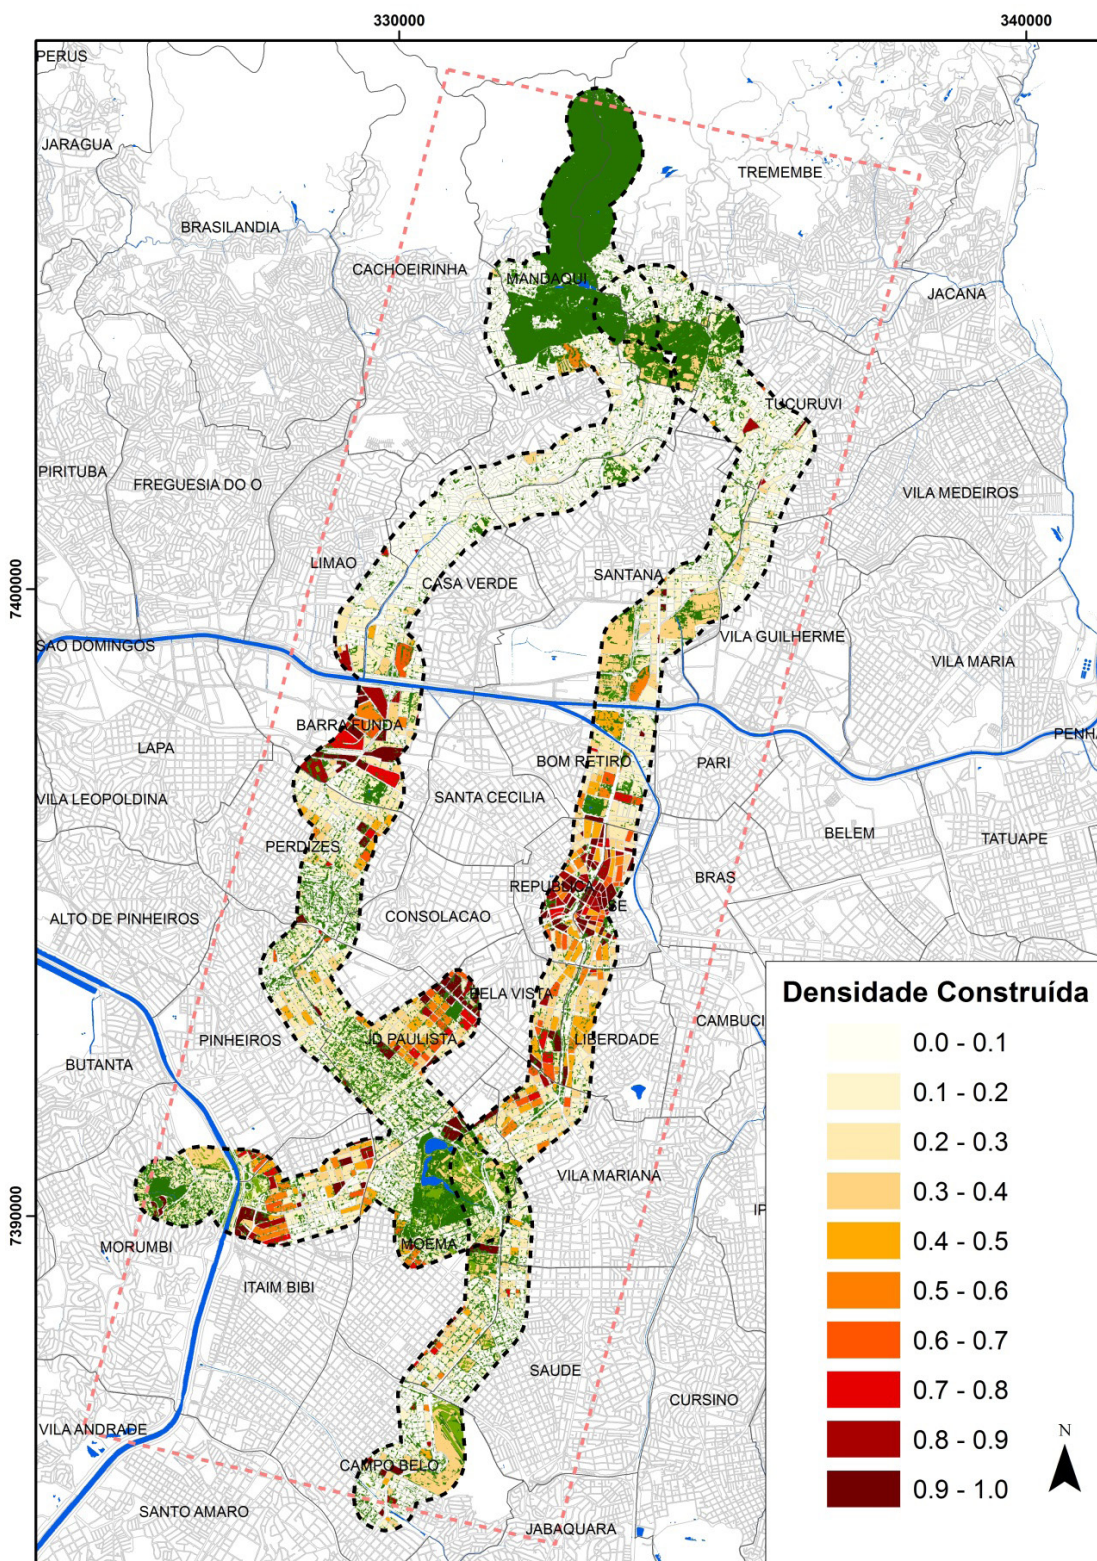 330000
340000
PERUS
JARAGUA
TREMEMBE
BRASILANDIA
CACHOEIRINHA
MANDAQUI
JACANA
TUCURUVI
PIRITUBA
FREGUESIA DO O
VILA MEDEIROS
LIMAO
SANTANA
CASA VERDE
7400000
SAO DOMINGOS
VILA GUILHERME
VILA MARIA
BARRA FUNDA
PENHA
LAPA
BOM RETIRO
PARI
VILA LEOPOLDINA
SANTA CECILIA
BELEM
TATUAPE
PERDIZES
REPUBLICA
BRAS
SE
ALTO DE PINHEIROS
CONSOLACAO
BELA VISTA
Densidade Construída
CAMBUCI
PINHEIROS
JD PAULISTA
LIBERDADE
0.0 - 0.1
BUTANTA
0.1 - 0.2
0.2 - 0.3
VILA MARIANA
0.3 - 0.4
7390000
IP
MORUMBI
MOEMA
0.4 - 0.5
ITAIM BIBI
0.5 - 0.6
0.6 - 0.7
SAUDE
CURSINO
0.7 - 0.8
VILA ANDRADE
N
0.8 - 0.9
CAMPO BELO
0.9 - 1.0
SANTO AMARO
JABAQUARA